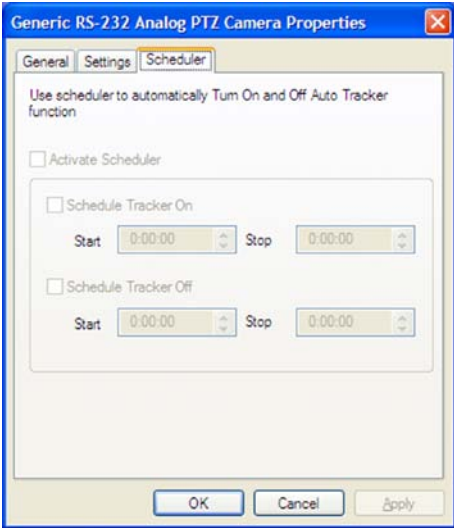 Generic RS-232 Analog PTZ Camera Properties
General Settings Scheduler
Use scheduler to automatically Turn On and Off Auto Tracker
function
Activate Scheduler
Schedule Tracker On
Start 0:00:00 Stop 0:00:00
Schedule Tracker Off
Start 0:00:00 Stop 0:00:00
OK Cancel Apply